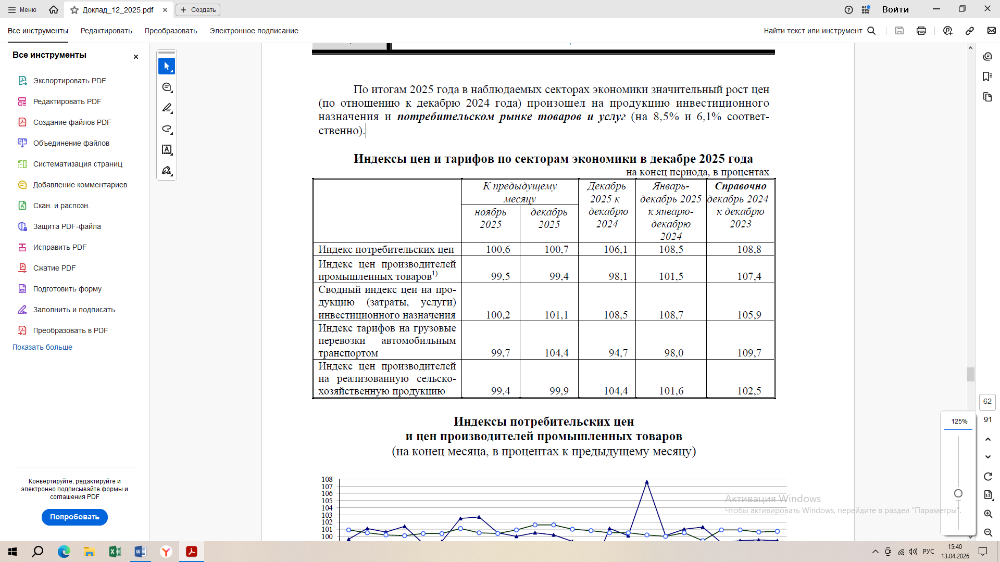 Меню
Доклад_12_2025.pdf
Создать
Войти
Все инструменты
Редактировать
Преобразовать
Электронное подписание
Найти текст или инструмент
Все инструменты
Экспортировать PDF
Редактировать PDF
Создание файлов PDF
Объединение файлов
Систематизация страниц
Добавление комментариев
Скан. и распозн.
Защита PDF-файла
Исправить PDF
Сжатие PDF
Подготовить форму
Заполнить и подписать
Преобразовать в PDF
Показать больше
Конвертируйте, редактируйте и
электронно подписывайте формы и
соглашения PDF
Попробовать
По итогам 2025 года в наблюдаемых секторах экономики значительный рост цен
(по отношению к декабрю 2024 года) произошел на продукцию инвестиционного
назначения и потребительском рынке товаров и услуг (на 8,5% и 6,1% соответ-
ственно).
Индексы цен и тарифов по секторам экономики в декабре 2025 года
на конец периода, в процентах
К предыдущему
месяцу
ноябрь
2025
декабрь
2025
Декабрь
2025 к
декабрю
2024
Январь-
декабрь 2025
к январю-
декабрю
2024
Справочно
декабрь 2024
к декабрю
2023
Индекс потребительских цен 100,6 100,7 106,1 108,5 108,8
Индекс цен производителей
промышленных товаров1) 99,5 99,4 98,1 101,5 107,4
Сводный индекс цен на про-
дукцию (затраты, услуги)
инвестиционного назначения 100,2 101,1 108,5 108,7 105,9
Индекс тарифов на грузовые
перевозки автомобильным
транспортом 99,7 104,4 94,7 98,0 109,7
Индекс цен производителей
на реализованную сельско-
хозяйственную продукцию 99,4 99,9 104,4 101,6 102,5
Индексы потребительских цен
и цен производителей промышленных товаров
(на конец месяца, в процентах к предыдущему месяцу)
108
107
106
105
104
103
102
101
100
Активация Windows
Чтобы активировать Windows, перейдите в раздел "Параметры".
62
91
125%
1:1
РУС
15:40
13.04.2026